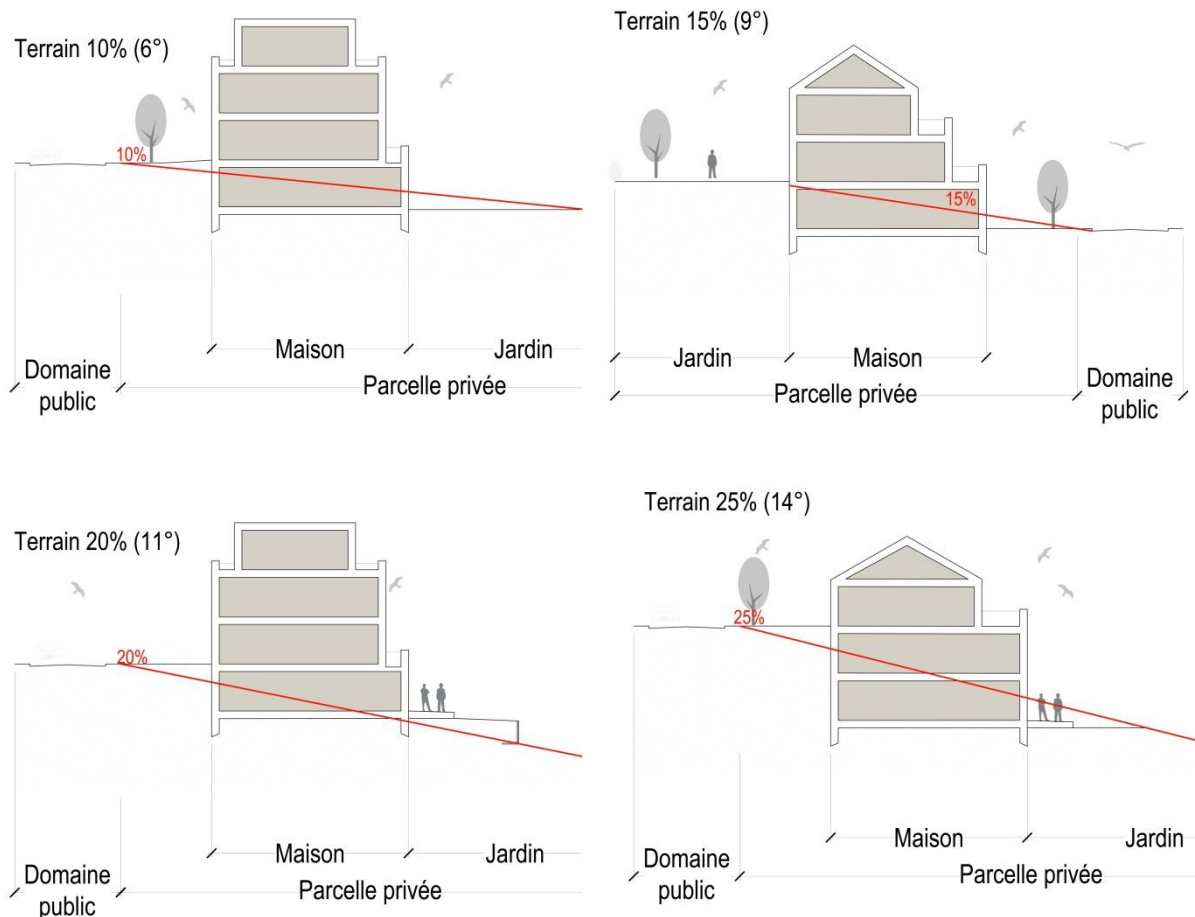 Terrain 10% (6°)
10%
Maison
Jardin
Domaine
public
Parcelle privée
Terrain 15% (9°)
15%
Jardin
Maison
Parcelle privée
Domaine
public
Terrain 20% (11°)
20%
Maison
Jardin
Domaine
public
Parcelle privée
Terrain 25% (14°)
25%
Maison
Jardin
Domaine
public
Parcelle privée